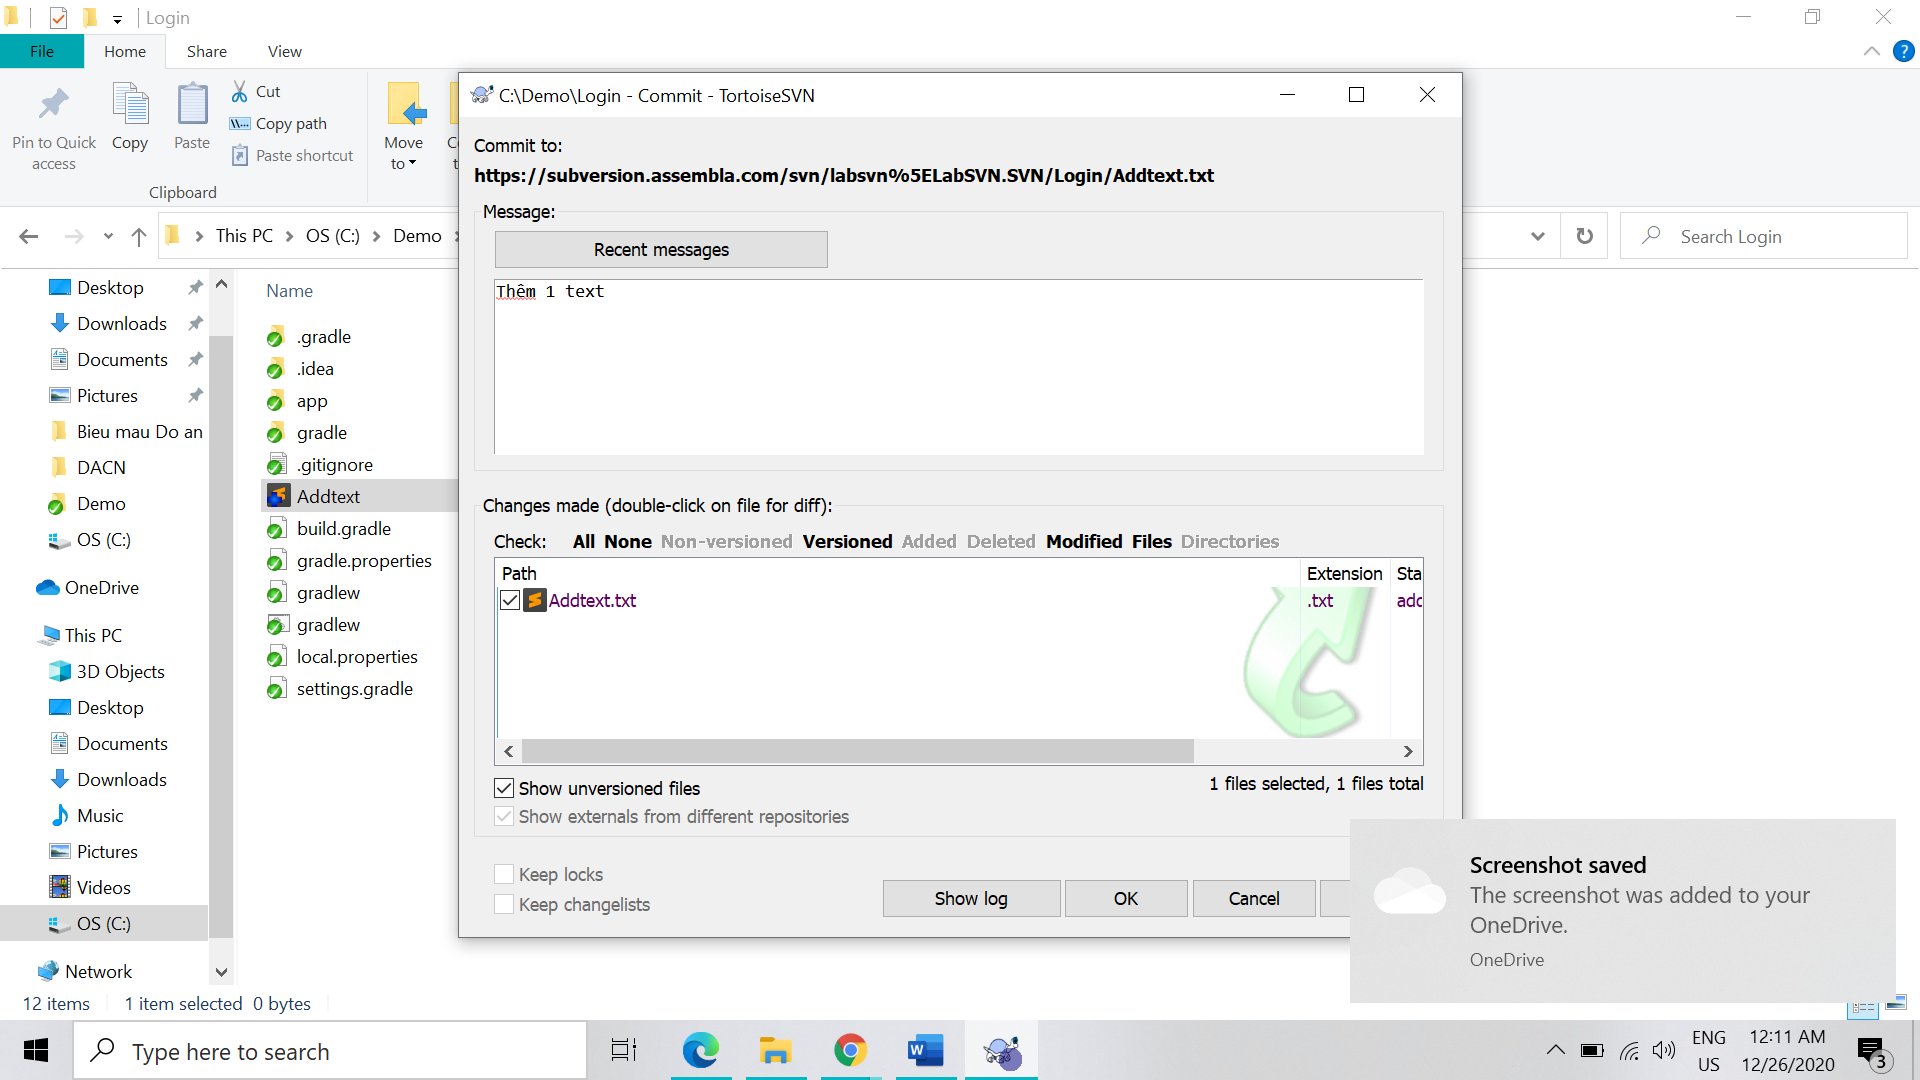 Login
File
Home
Share
View
Pin to Quick access
Copy
Paste
Cut
Copy path
Paste shortcut
Move to
Clipboard
This PC
OS (C:)
Demo
Search Login
Desktop
Downloads
Documents
Pictures
Bieu mau Do an
DACN
Demo
OS (C:)
OneDrive
This PC
3D Objects
Desktop
Documents
Downloads
Music
Pictures
Videos
OS (C:)
Network
Name
.gradle
.idea
app
gradle
.gitignore
Addtext
build.gradle
gradle.properties
gradlew
gradlew
local.properties
settings.gradle
12 items
1 item selected 0 bytes
C:\Demo\Login - Commit - TortoiseSVN
Commit to:
https://subversion.assembla.com/svn/labsvn%5ELabSVN.SVN/Login/Addtext.txt
Message:
Recent messages
Thêm 1 text
Changes made (double-click on file for diff):
Check: All None Non-versioned Versioned Added Deleted Modified Files Directories
Path Extension Sta
Addtext.txt .txt add
Show unversioned files
1 files selected, 1 files total
Show externals from different repositories
Keep locks
Keep changelists
Show log
OK
Cancel
Screenshot saved
The screenshot was added to your
OneDrive.
OneDrive
Type here to search
ENG
US
12:11 AM
12/26/2020
3